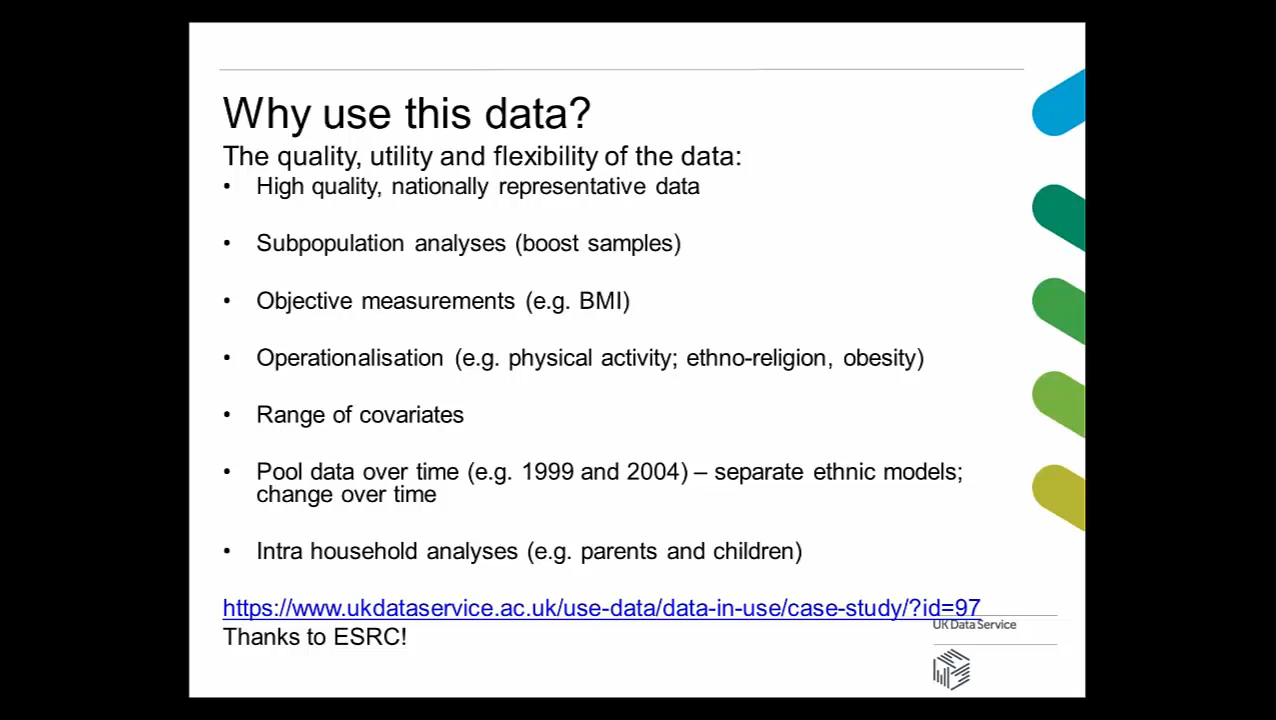 Why use this data?
The quality, utility and flexibility of the data:
• High quality, nationally representative data
• Subpopulation analyses (boost samples)
• Objective measurements (e.g. BMI)
• Operationalisation (e.g. physical activity; ethno-religion, obesity)
• Range of covariates
• Pool data over time (e.g. 1999 and 2004) – separate ethnic models;
change over time
• Intra household analyses (e.g. parents and children)
https://www.ukdataservice.ac.uk/use-data/data-in-use/case-study/?id=97
UK Data Service
Thanks to ESRC!